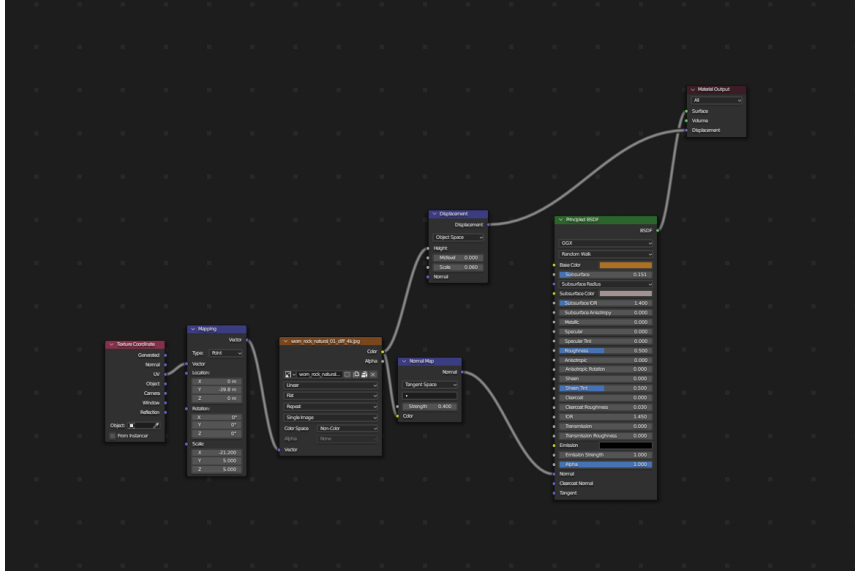 Material Output
All
Surface
Volume
Displacement
Displacement
Displacement
Object Space
Height
Midlevel 0.000
Scale 0.060
Normal
Principled BSDF
BSDF
GGX
Random Walk
Base Color
Subsurface 0.151
Subsurface Radius
Subsurface Color
Subsurface IOR 1.400
Subsurface Anisotropy 0.000
Metallic 0.000
Specular 0.000
Specular Tint 0.000
Roughness 0.500
Anisotropic 0.000
Anisotropic Rotation 0.000
Sheen 0.000
Sheen Tint 0.500
Clearcoat 0.000
Clearcoat Roughness 0.030
IOR 1.450
Transmission 0.000
Transmission Roughness 0.000
Emission
Emission Strength 1.000
Alpha 1.000
Normal
Clearcoat Normal
Tangent
Mapping
Vector
Type: Point
Vector
Location:
X 0 m
Y -39.8 m
Z 0 m
Rotation:
X 0°
Y 0°
Z 0°
Scale:
X -21.200
Y 5.000
Z 5.000
Texture Coordinate
Generated
Normal
UV
Object
Camera
Window
Reflection
Object:
From Instancer
worn_rock_natural_01_diff_4k.jpg
Color
Alpha
worn_rock_natural...
Linear
Flat
Repeat
Single Image
Color Space Non-Color
Alpha None
Vector
Normal Map
Normal
Tangent Space
Strength 0.400
Color